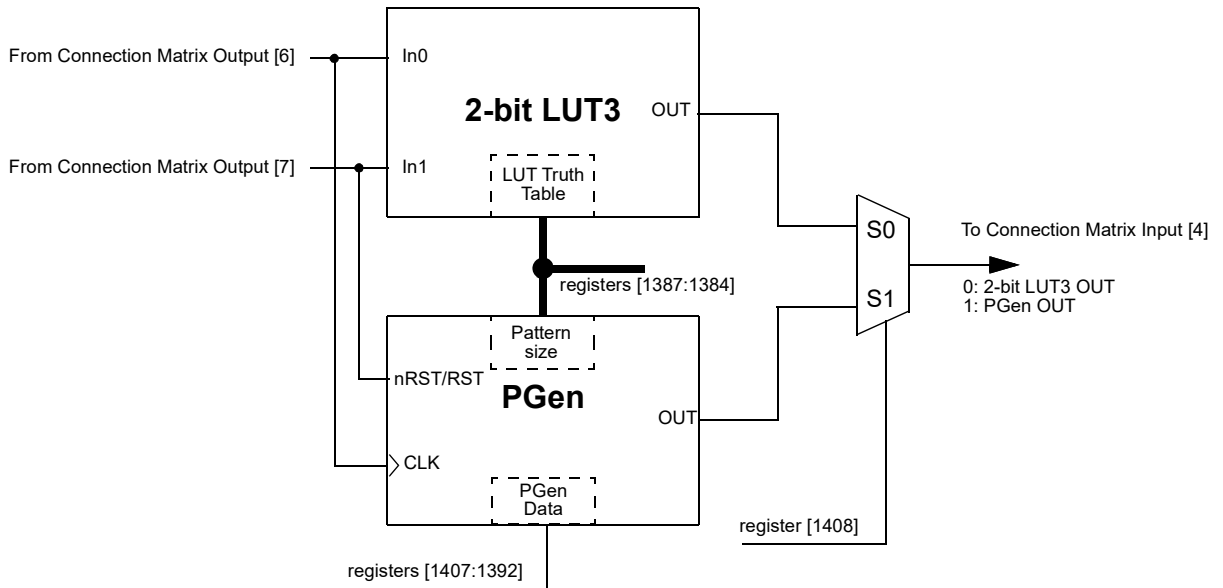 From Connection Matrix Output [6]
In0
2-bit LUT3
OUT
From Connection Matrix Output [7]
In1
LUT Truth
Table
S0
To Connection Matrix Input [4]
registers [1387:1384]
0: 2-bit LUT3 OUT
S1
1: PGen OUT
Pattern
size
nRST/RST
PGen
OUT
CLK
PGen
Data
register [1408]
registers [1407:1392]